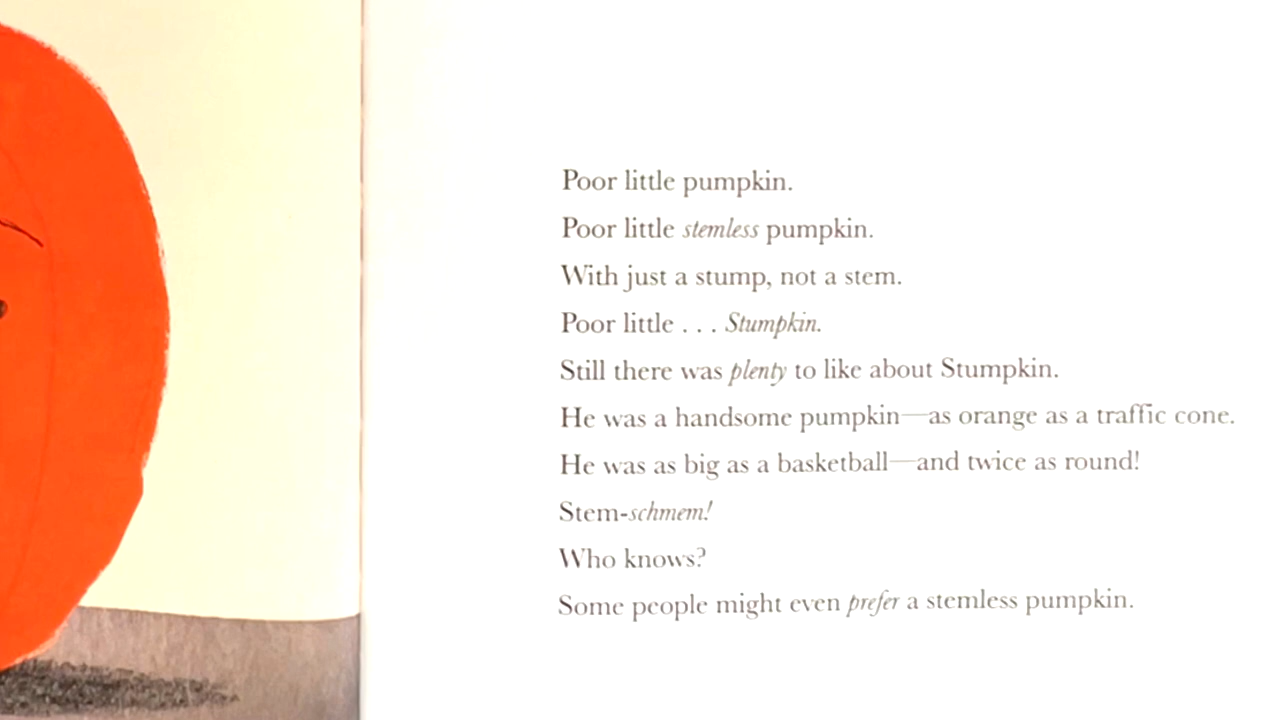 Poor little pumpkin.
Poor little stemless pumpkin.
With just a stump, not a stem.
Poor little . . . Stumpkin.
Still there was plenty to like about Stumpkin.
He was a handsome pumpkin—as orange as a traffic cone.
He was as big as a basketball—and twice as round!
Stem-schmem!
Who knows?
Some people might even prefer a stemless pumpkin.